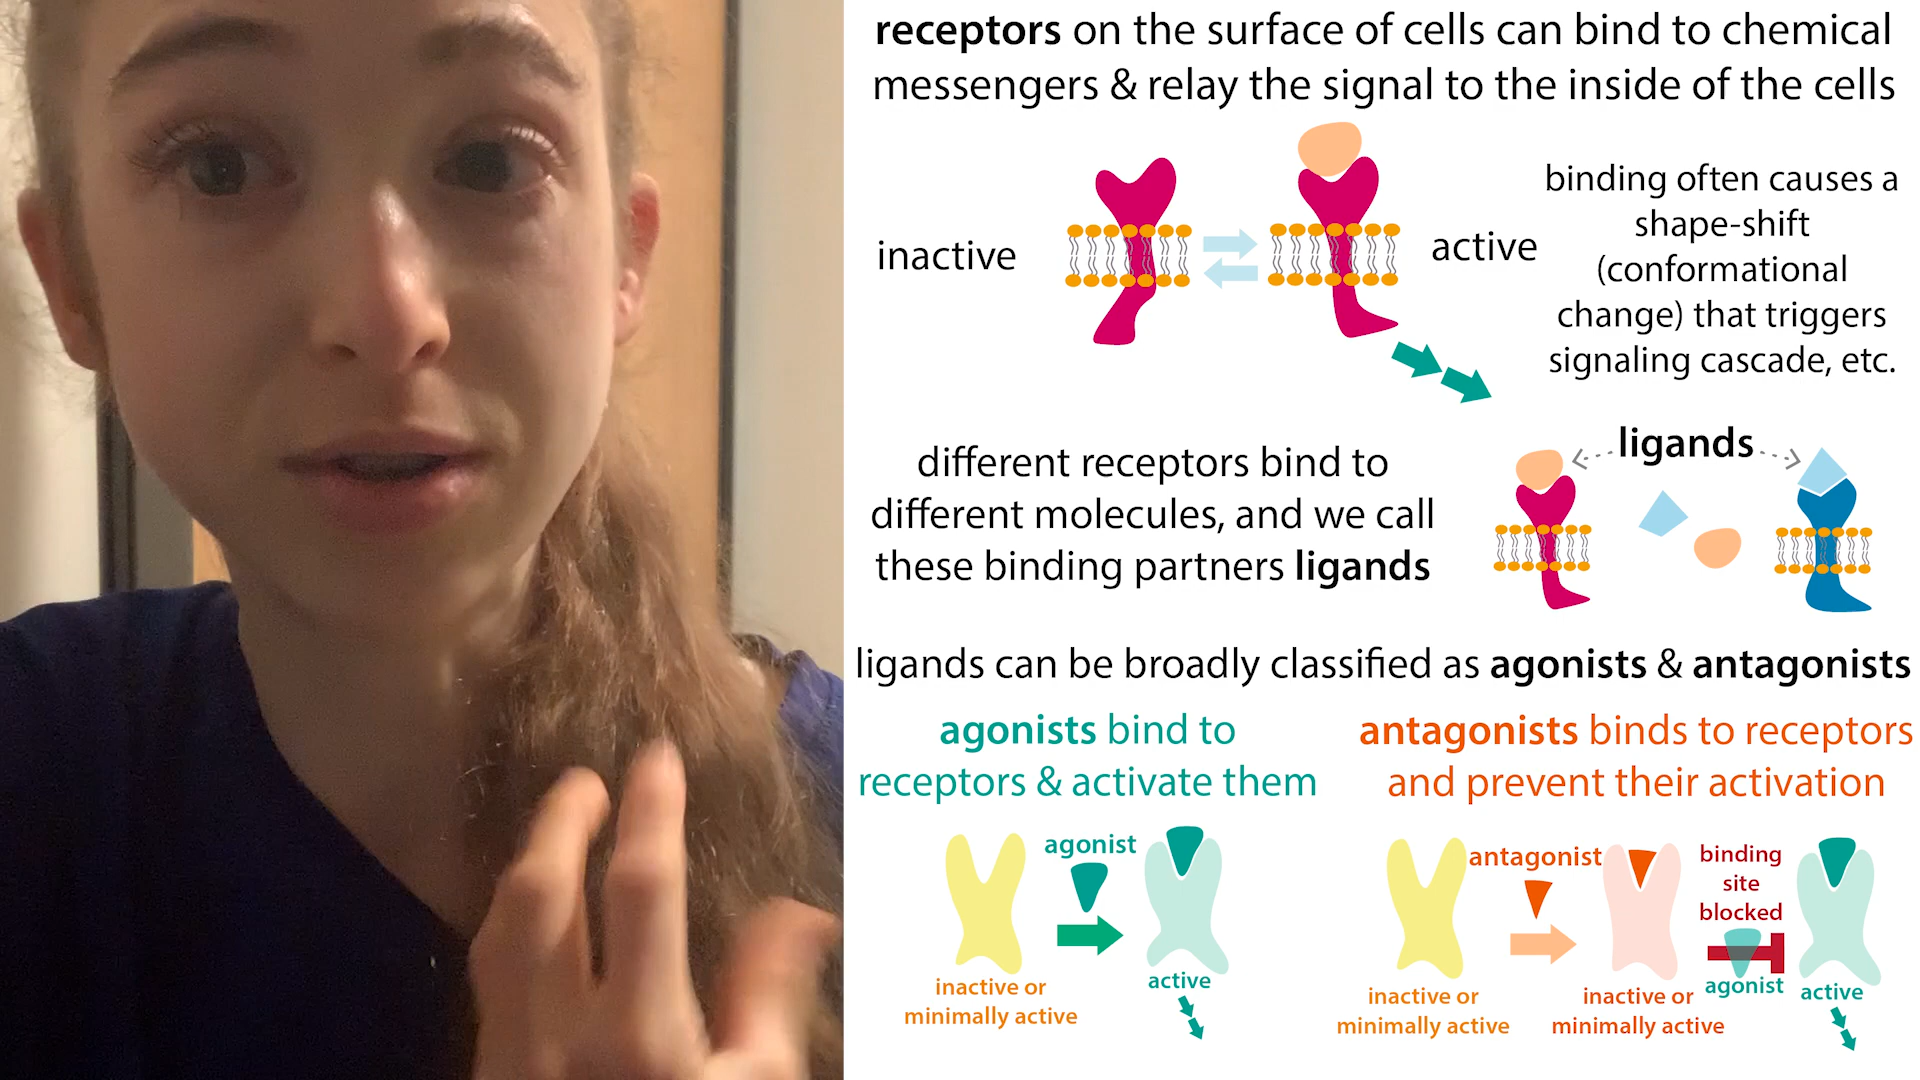 receptors on the surface of cells can bind to chemical
messengers & relay the signal to the inside of the cells
inactive
active
binding often causes a
shape-shift
(conformational
change) that triggers
signaling cascade, etc.
different receptors bind to
different molecules, and we call
these binding partners ligands
ligands
ligands can be broadly classified as agonists & antagonists
agonists bind to
receptors & activate them
agonist
inactive or
minimally active
active
antagonists binds to receptors
and prevent their activation
antagonist
binding
site
blocked
agonist
inactive or
minimally active
inactive or
minimally active
active